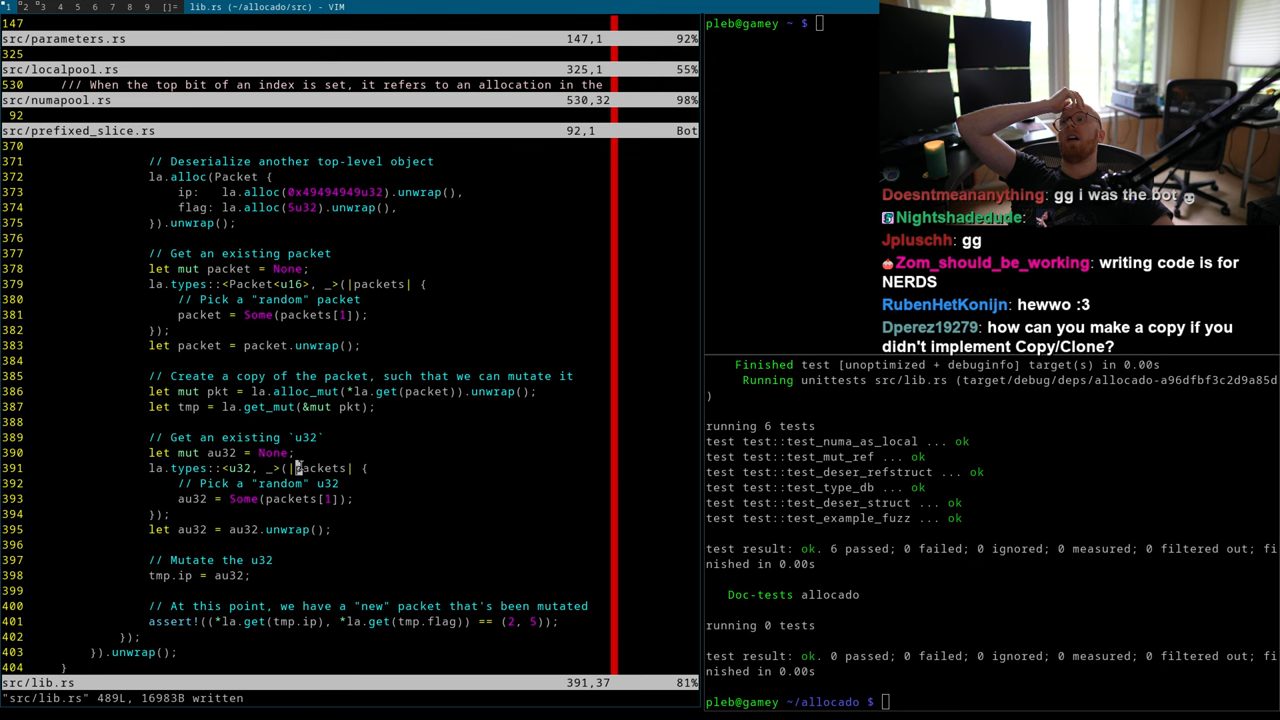 1 2 3 4 5 6 7 8 9 []= lib.rs (~/allocado/src) - VIM
147
src/parameters.rs 147,1 92%
325
src/localpool.rs 325,1 55%
530 /// When the top bit of an index is set, it refers to an allocation in the
src/numapool.rs 530,32 98%
92
src/prefixed_slice.rs 92,1 Bot
370
371 // Deserialize another top-level object
372 la.alloc(Packet {
373 ip: la.alloc(0x49494949u32).unwrap(),
374 flag: la.alloc(5u32).unwrap(),
375 }).unwrap();
376
377 // Get an existing packet
378 let mut packet = None;
379 la.types::<Packet<u16>, _>(|packets| {
380 // Pick a "random" packet
381 packet = Some(packets[1]);
382 });
383 let packet = packet.unwrap();
384
385 // Create a copy of the packet, such that we can mutate it
386 let mut pkt = la.alloc_mut(*la.get(packet)).unwrap();
387 let tmp = la.get_mut(&mut pkt);
388
389 // Get an existing `u32`
390 let mut au32 = None;
391 la.types::<u32, _>(|packets| {
392 // Pick a "random" u32
393 au32 = Some(packets[1]);
394 });
395 let au32 = au32.unwrap();
396
397 // Mutate the u32
398 tmp.ip = au32;
399
400 // At this point, we have a "new" packet that's been mutated
401 assert!((*la.get(tmp.ip), *la.get(tmp.flag)) == (2, 5));
402 });
403 }).unwrap();
404 }
src/lib.rs 391,37 81%
"src/lib.rs" 489L, 16983B written
pleb@gamey ~ $
Doesntmeananything: gg i was the bot
Nightshadedude:
Jpluschh: gg
Zom_should_be_working: writing code is for
NERDS
RubenHetKonijn: hewwo :3
Dperez19279: how can you make a copy if you
didn't implement Copy/Clone?
Finished test [unoptimized + debuginfo] target(s) in 0.00s
Running unittests src/lib.rs (target/debug/deps/allocado-a96dfbf3c2d9a85d
)
running 6 tests
test test::test_numa_as_local ... ok
test test::test_mut_ref ... ok
test test::test_deser_refstruct ... ok
test test::test_type_db ... ok
test test::test_deser_struct ... ok
test test::test_example_fuzz ... ok
test result: ok. 6 passed; 0 failed; 0 ignored; 0 measured; 0 filtered out; fi
nished in 0.00s
Doc-tests allocado
running 0 tests
test result: ok. 0 passed; 0 failed; 0 ignored; 0 measured; 0 filtered out; fi
nished in 0.00s
pleb@gamey ~/allocado $